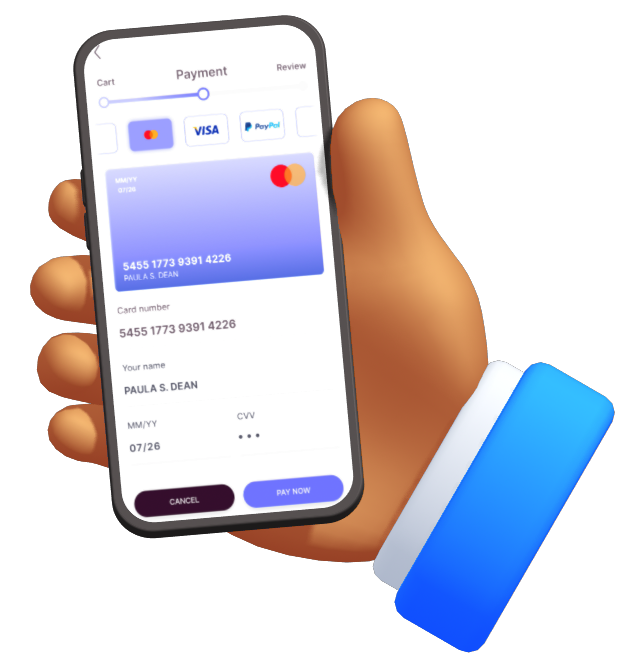 Cart Payment Review
VISA PayPal
MM/YY
07/26
5455 1773 9391 4226
PAULA S. DEAN
Card number
5455 1773 9391 4226
Your name
PAULA S. DEAN
MM/YY CVV
07/26 •••
CANCEL PAY NOW